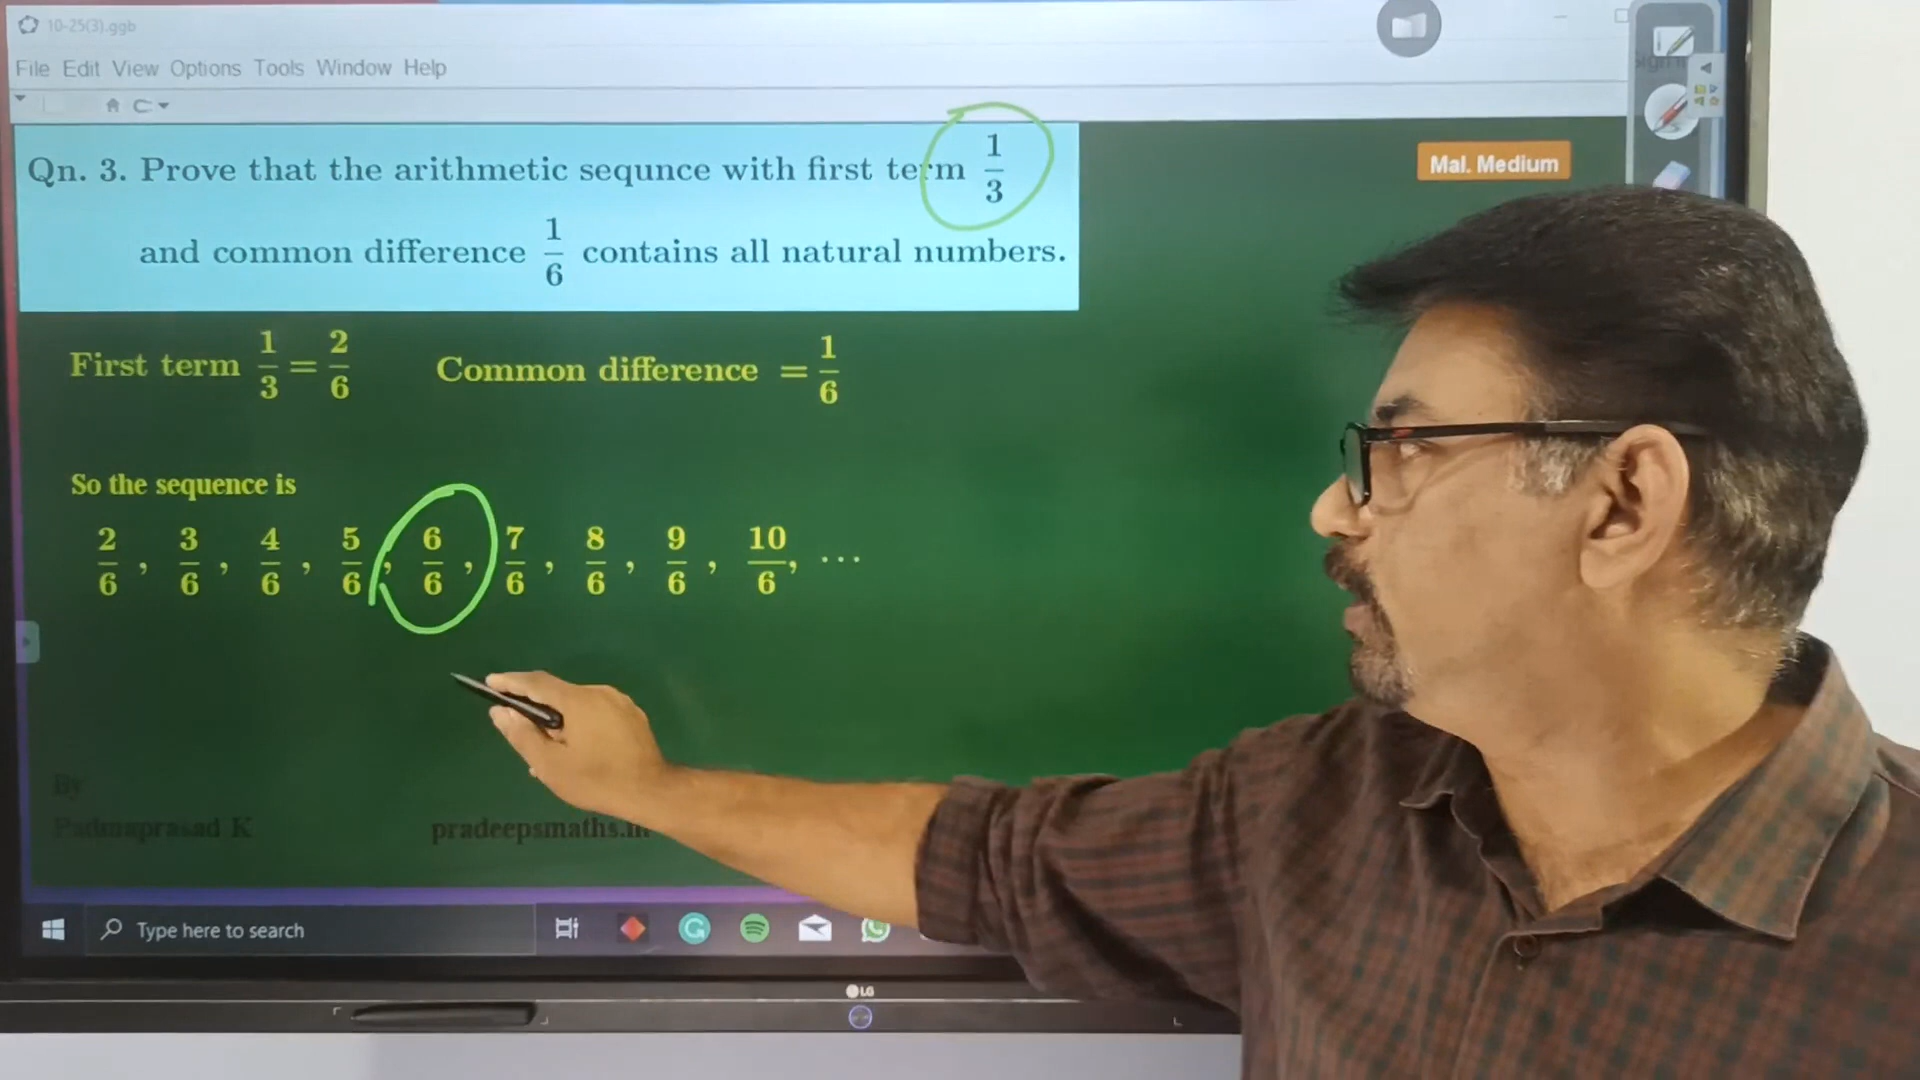 10-25(3).ggb
File Edit View Options Tools Window Help
Qn. 3. Prove that the arithmetic sequnce with first term 1/3
and common difference 1/6 contains all natural numbers.
Mal. Medium
First term 1/3 = 2/6 Common difference = 1/6
So the sequence is
2/6 , 3/6 , 4/6 , 5/6 , 6/6 , 7/6 , 8/6 , 9/6 , 10/6, ...
By
Padmaprasad K pradeepsmaths.in
Type here to search
LG